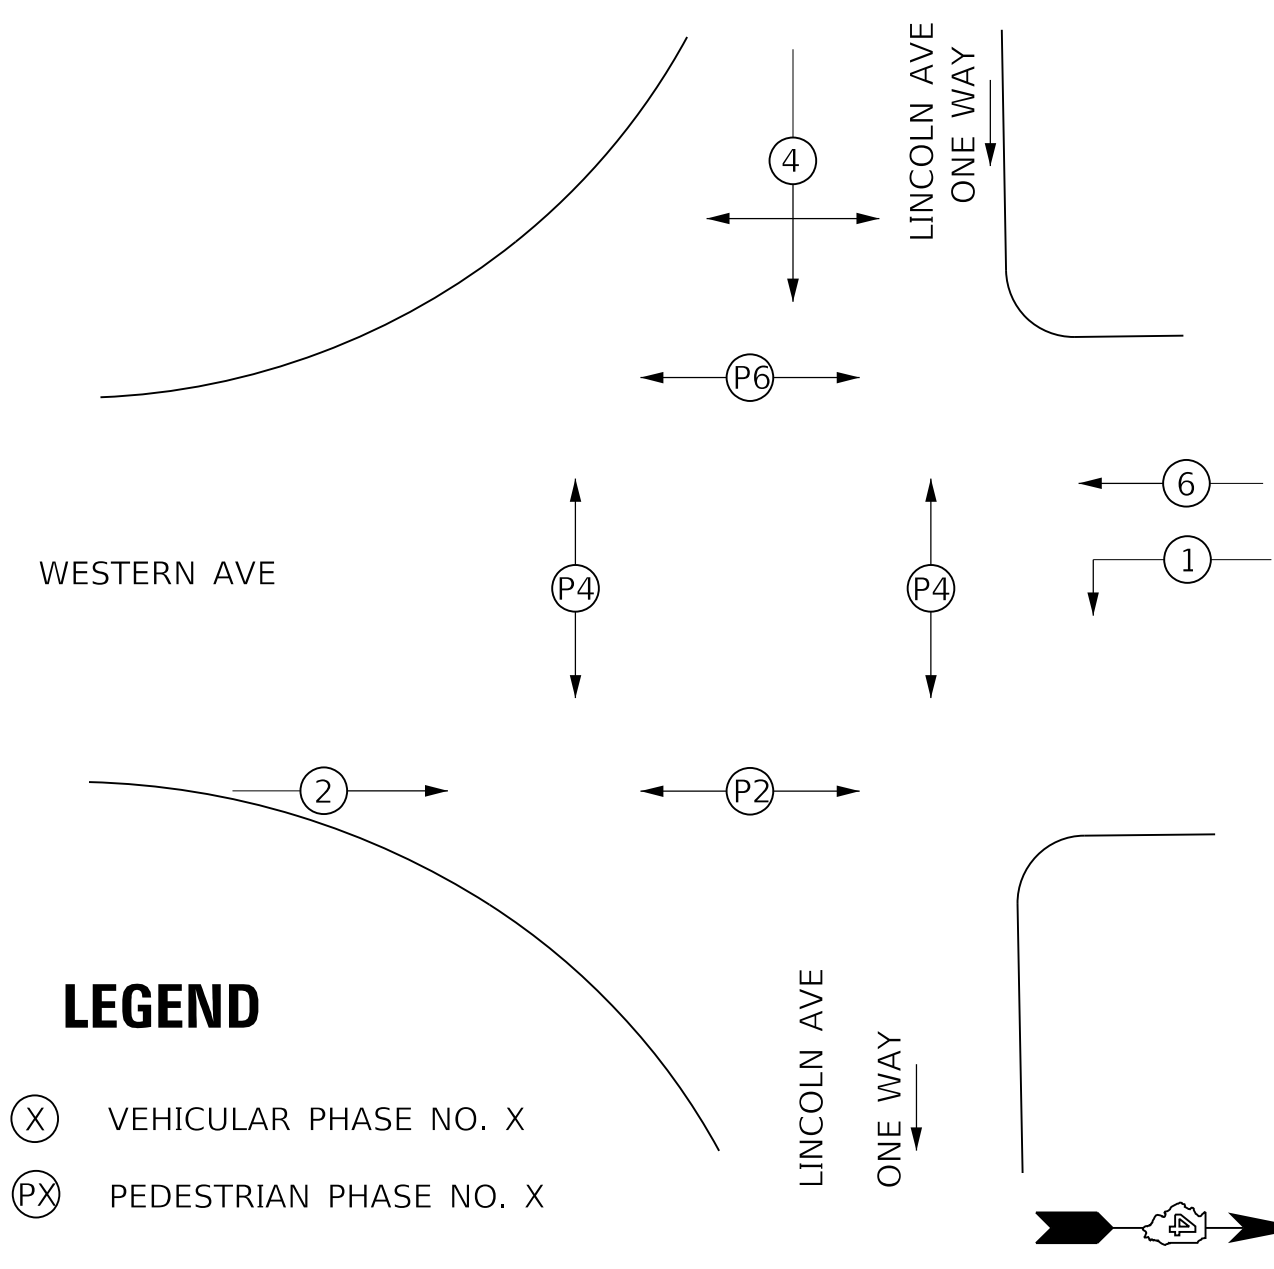 LINCOLN AVE
ONE WAY
4
P6
6
1
WESTERN AVE
P4
P4
2
P2
LEGEND
LINCOLN AVE
ONE WAY
X VEHICULAR PHASE NO. X
PX PEDESTRIAN PHASE NO. X
4